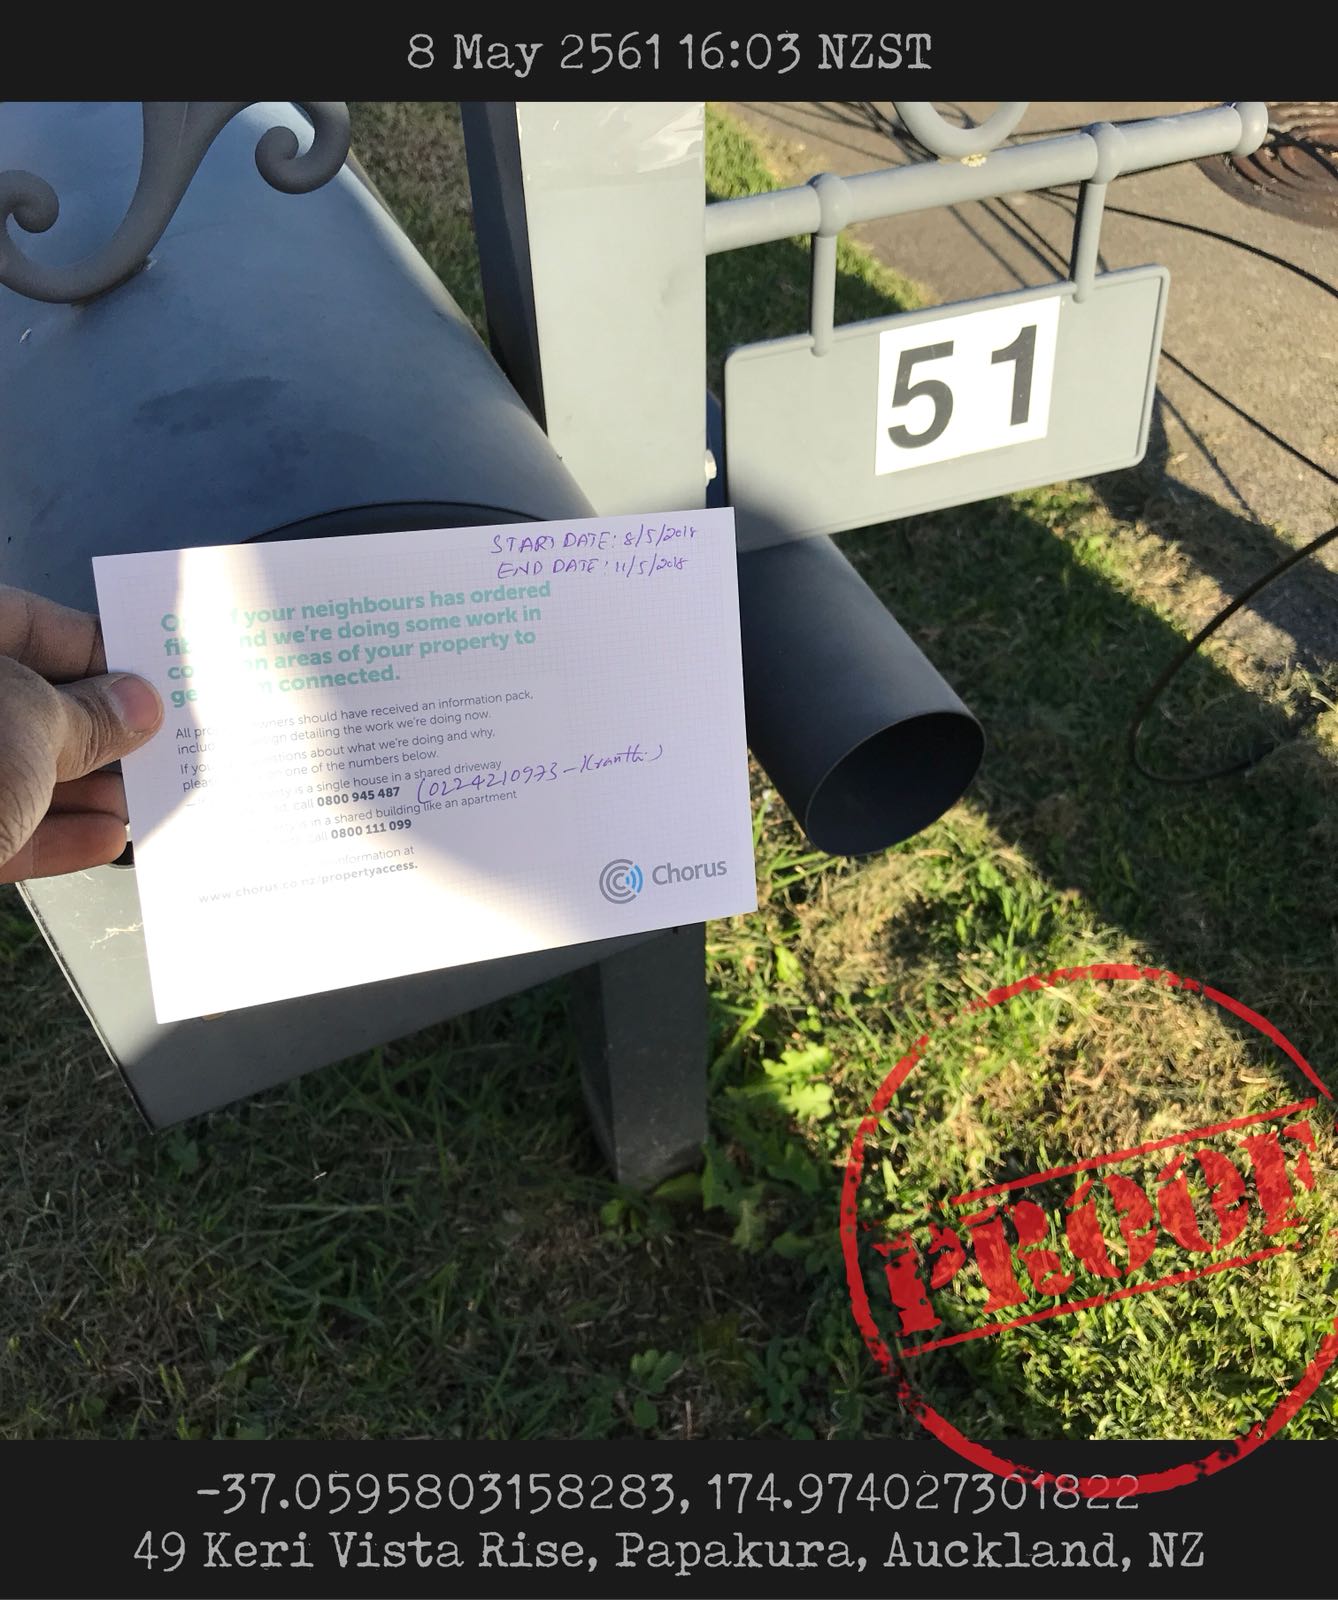 8 May 2561 16:03 NZST
51
START DATE: 8/5/2018
END DATE: 11/5/2018
your neighbours has ordered
we're doing some work in
areas of your property to
connected.
All should have received an information pack,
detailing the work we're doing now.
If about what we're doing and why,
one of the numbers below.
is a single house in a shared driveway
call 0800 945 487 (0224210973 - Kranthi)
is in a shared building like an apartment
call 0800 111 099
information at
www.chorus.co.nz/propertyaccess.
Chorus
PROOF
-37.0595803158283, 174.974027301822
49 Keri Vista Rise, Papakura, Auckland, NZ